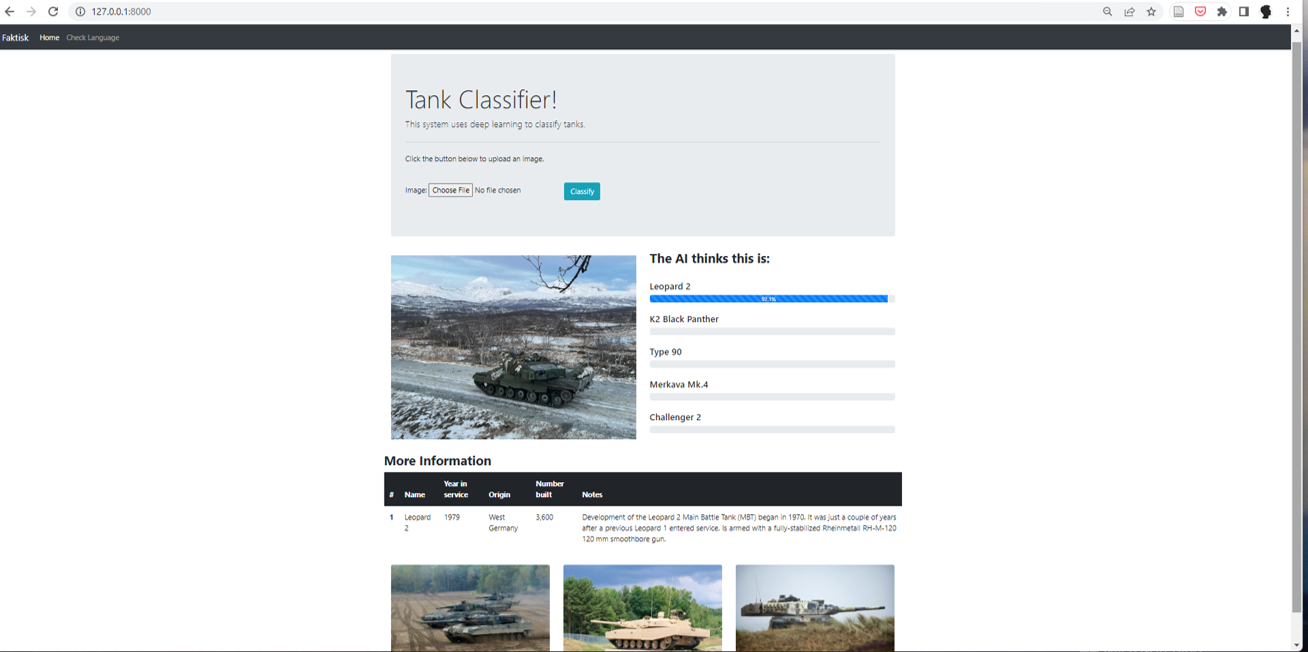 127.0.0.1:8000
Faktisk Home Check Language
Tank Classifier!
This system uses deep learning to classify tanks.
Click the button below to upload an image.
Image: Choose File No file chosen Classify
The AI thinks this is:
Leopard 2
97.1%
K2 Black Panther
Type 90
Merkava Mk.4
Challenger 2
More Information
# Name Year in service Origin Number built Notes
1 Leopard 2 1979 West Germany 3,600 Development of the Leopard 2 Main Battle Tank (MBT) began in 1970. It was just a couple of years
after a previous Leopard 1 entered service. Is armed with a fully-stabilized Rheinmetall RH-M-120
120 mm smoothbore gun.